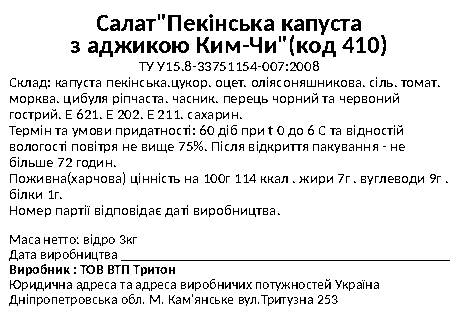 Салат"Пекінська капуста
з аджикою Ким-Чи"(код 410)
ТУ У15.8-33751154-007:2008
Склад: капуста пекінська.цукор. оцет. оліясоняшникова. сіль. томат.
морква. цибуля ріпчаста. часник. перець чорний та червоний
гострий. Е 621. Е 202. Е 211. сахарин.
Термін та умови придатності: 60 діб при t 0 до 6 С та відностій
вологості повітря не вище 75%. Після відкриття пакування - не
більше 72 годин.
Поживна(харчова) цінність на 100г 114 ккал . жири 7г . вуглеводи 9г .
білки 1г.
Номер партії відповідає даті виробництва.
Маса нетто: відро 3кг
Дата виробництва
Виробник : ТОВ ВТП Тритон
Юридична адреса та адреса виробничих потужностей Україна
Дніпропетровська обл. М. Кам'янське вул.Тритузна 253